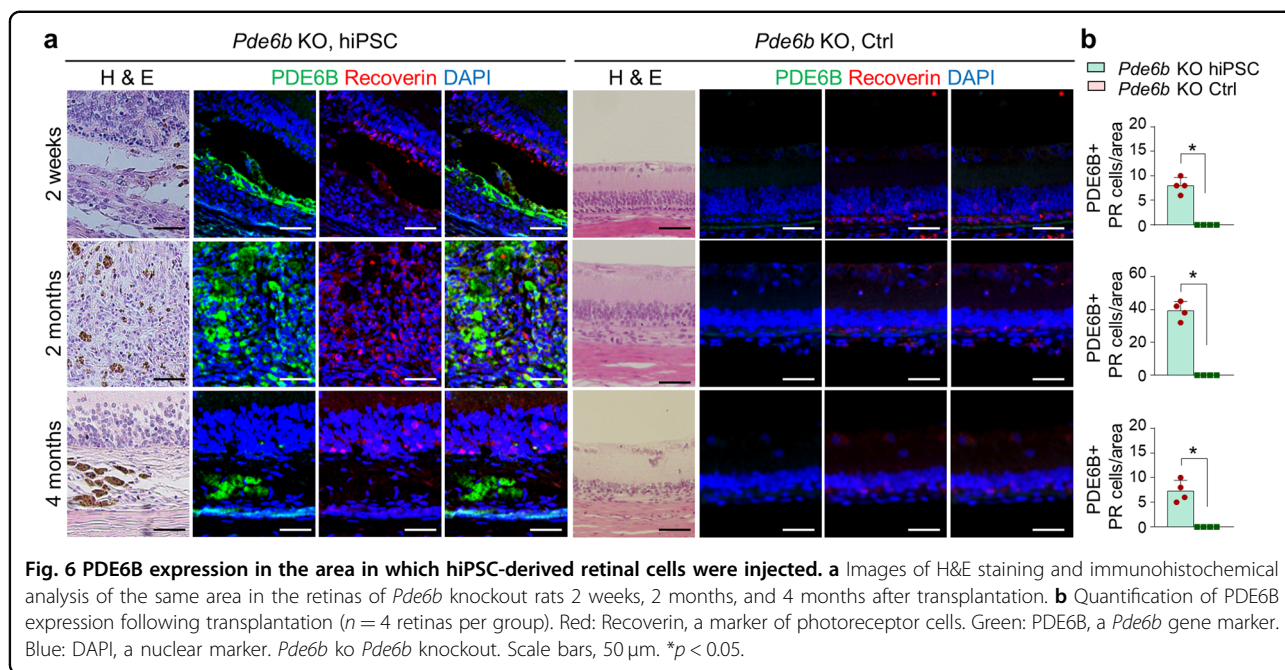 a
Pde6b KO, hiPSC
Pde6b KO, Ctrl
b
H & E
PDE6B Recoverin DAPI
H & E
PDE6B Recoverin DAPI
Pde6b KO hiPSC
Pde6b KO Ctrl
2 weeks
2 months
4 months
PDE6B+
PR cells/area
20
15
10
5
0
*
PDE6B+
PR cells/area
60
40
20
0
*
PDE6B+
PR cells/area
20
15
10
5
0
*
Fig. 6 PDE6B expression in the area in which hiPSC-derived retinal cells were injected. a Images of H&E staining and immunohistochemical
analysis of the same area in the retinas of Pde6b knockout rats 2 weeks, 2 months, and 4 months after transplantation. b Quantification of PDE6B
expression following transplantation (n = 4 retinas per group). Red: Recoverin, a marker of photoreceptor cells. Green: PDE6B, a Pde6b gene marker.
Blue: DAPI, a nuclear marker. Pde6b ko Pde6b knockout. Scale bars, 50 μm. *p < 0.05.